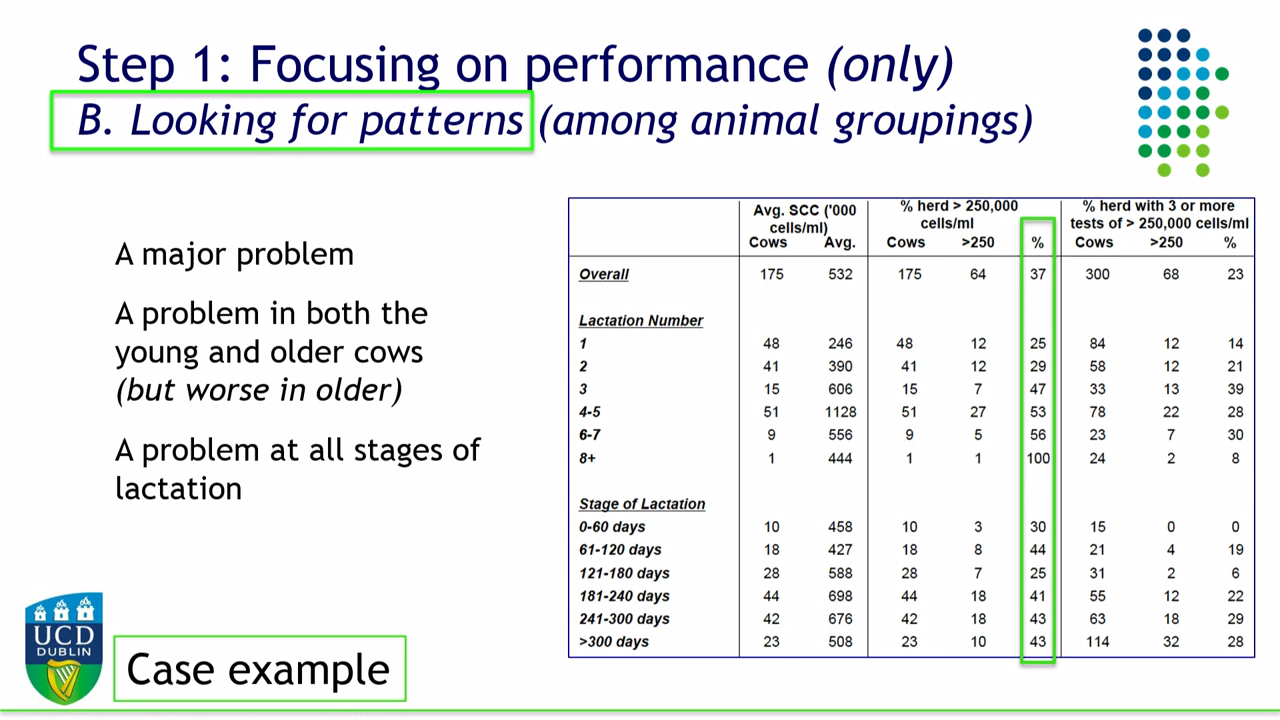 Step 1: Focusing on performance (only)
B. Looking for patterns (among animal groupings)
A major problem
A problem in both the
young and older cows
(but worse in older)
A problem at all stages of
lactation
Avg. SCC ('000 % herd > 250,000 % herd with 3 or more
cells/ml) cells/ml tests of > 250,000 cells/ml
Cows Avg. Cows >250 % Cows >250 %
Overall 175 532 175 64 37 300 68 23
Lactation Number
1 48 246 48 12 25 84 12 14
2 41 390 41 12 29 58 12 21
3 15 606 15 7 47 33 13 39
4-5 51 1128 51 27 53 78 22 28
6-7 9 556 9 5 56 23 7 30
8+ 1 444 1 1 100 24 2 8
Stage of Lactation
0-60 days 10 458 10 3 30 15 0 0
61-120 days 18 427 18 8 44 21 4 19
121-180 days 28 588 28 7 25 31 2 6
181-240 days 44 698 44 18 41 55 12 22
241-300 days 42 676 42 18 43 63 18 29
>300 days 23 508 23 10 43 114 32 28
UCD
DUBLIN
Case example